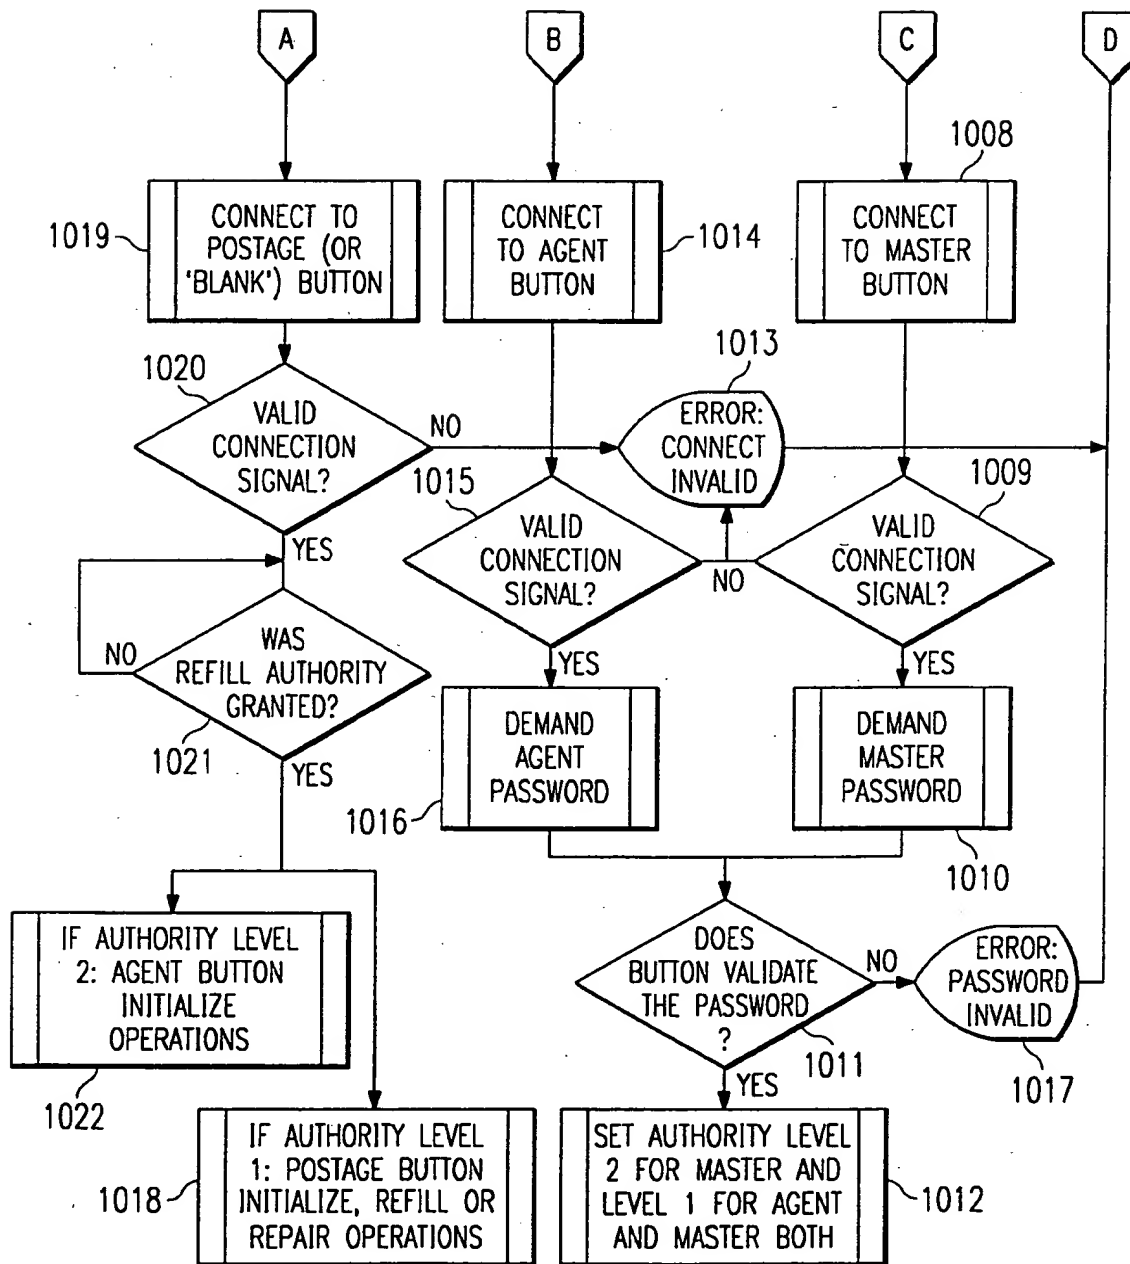 A
B
C
D
1008
1019
CONNECT TO
POSTAGE (OR
'BLANK') BUTTON
CONNECT
TO AGENT
BUTTON
1014
CONNECT
TO MASTER
BUTTON
1020
VALID
CONNECTION
SIGNAL?
NO
YES
1013
ERROR:
CONNECT
INVALID
1015
VALID
CONNECTION
SIGNAL?
NO
YES
1009
VALID
CONNECTION
SIGNAL?
YES
NO
WAS
REFILL AUTHORITY
GRANTED?
1021
YES
DEMAND
AGENT
PASSWORD
1016
DEMAND
MASTER
PASSWORD
1010
IF AUTHORITY LEVEL
2: AGENT BUTTON
INITIALIZE
OPERATIONS
1022
DOES
BUTTON VALIDATE
THE PASSWORD
?
NO
1011
YES
ERROR:
PASSWORD
INVALID
1017
1018
IF AUTHORITY LEVEL
1: POSTAGE BUTTON
INITIALIZE, REFILL OR
REPAIR OPERATIONS
SET AUTHORITY LEVEL
2 FOR MASTER AND
LEVEL 1 FOR AGENT
AND MASTER BOTH
1012